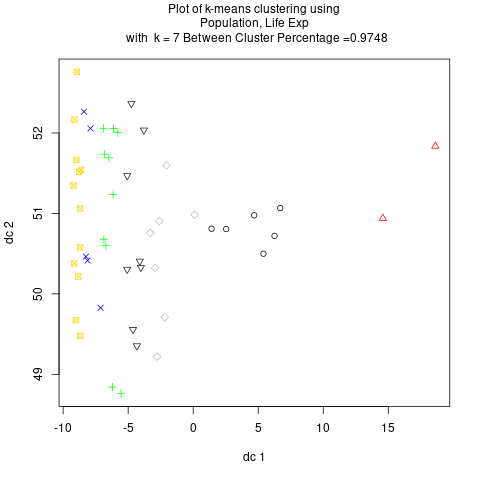 Plot of k-means clustering using
Population, Life Exp
with k = 7 Between Cluster Percentage =0.9748
dc 2
52
51
50
49
-10
-5
0
5
10
15
dc 1